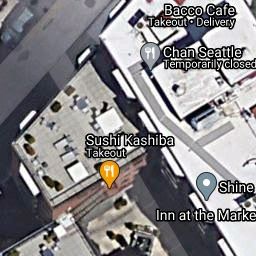 Bacco Cafe
Takeout • Delivery
Chan Seattle
Temporarily closed
Sushi Kashiba
Takeout
Shine
Inn at the Marke